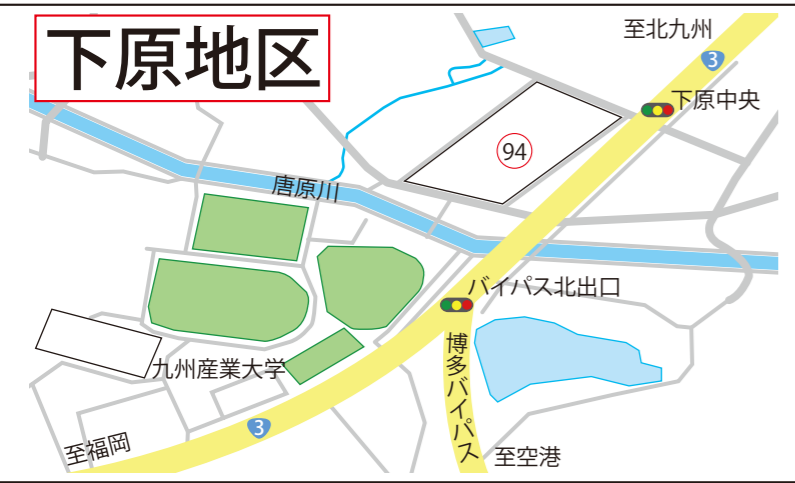 下原地区
至北九州
3
下原中央
94
唐原川
バイパス北出口
九州産業大学
博多バイパス
3
至福岡
至空港